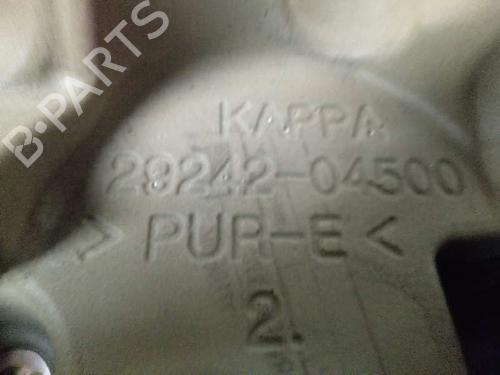 B-PARTS
KAPPA
29242-04500
>PUR-E<
2.